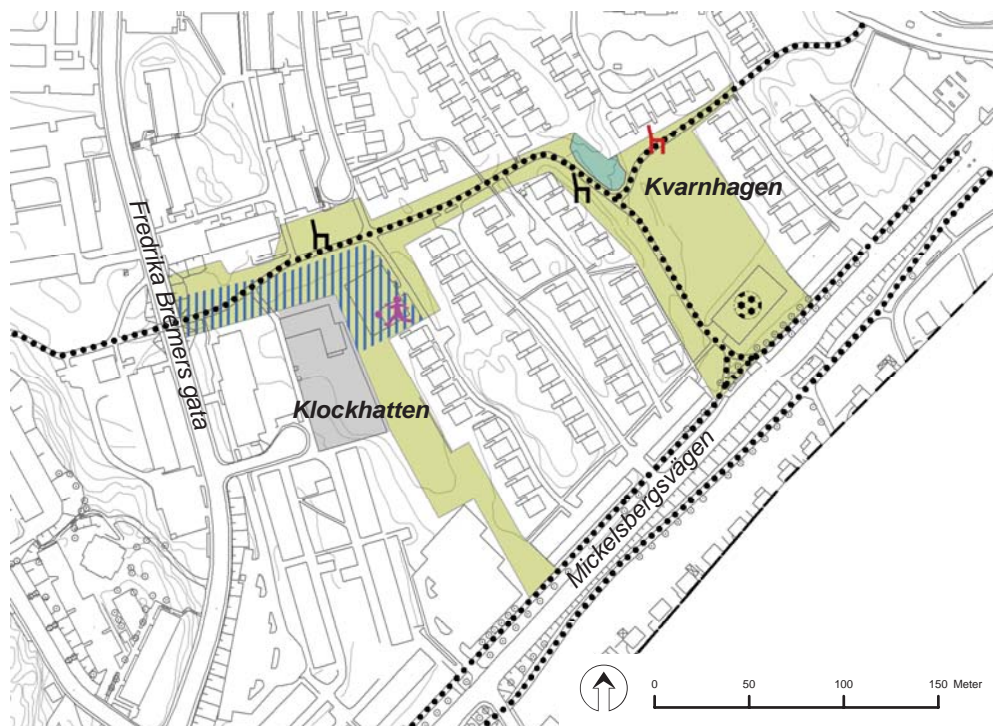 Kvarnhagen
Fredrika Bremers gata
Klockhatten
Mickelsbergsvägen
0 50 100 150 Meter